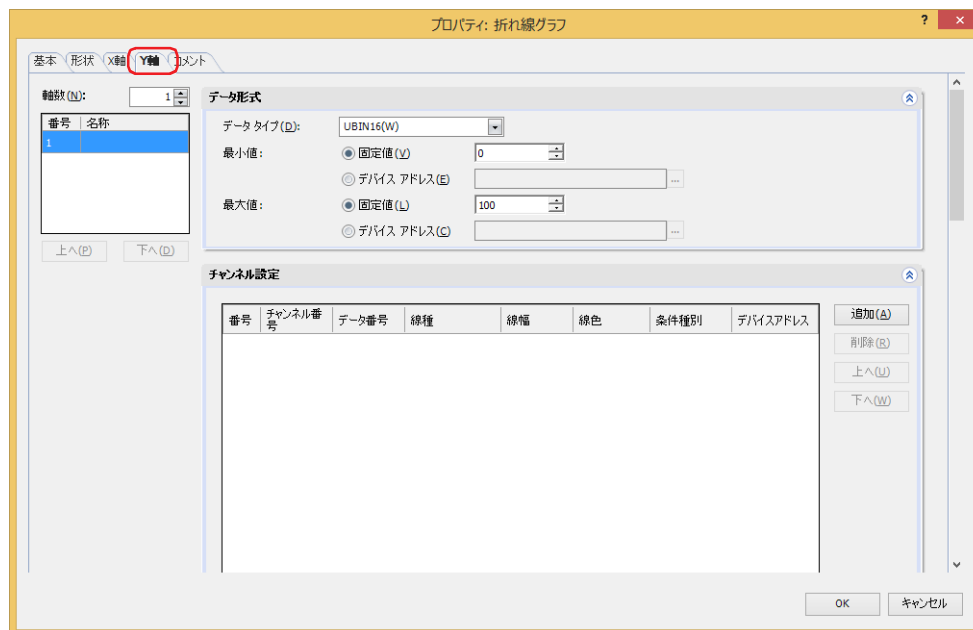 プロパティ: 折れ線グラフ
?
×
基本 形状 X軸 Y軸 コメント
軸数(N): 1
番号 名称
1
上へ(P) 下へ(D)
データ形式
データ タイプ(D): UBIN16(W)
最小値: 固定値(V) 0
デバイス アドレス(E) ...
最大値: 固定値(L) 100
デバイス アドレス(C) ...
チャンネル設定
番号 チャンネル番号 データ番号 線種 線幅 線色 条件種別 デバイスアドレス
追加(A)
削除(R)
上へ(U)
下へ(W)
OK キャンセル